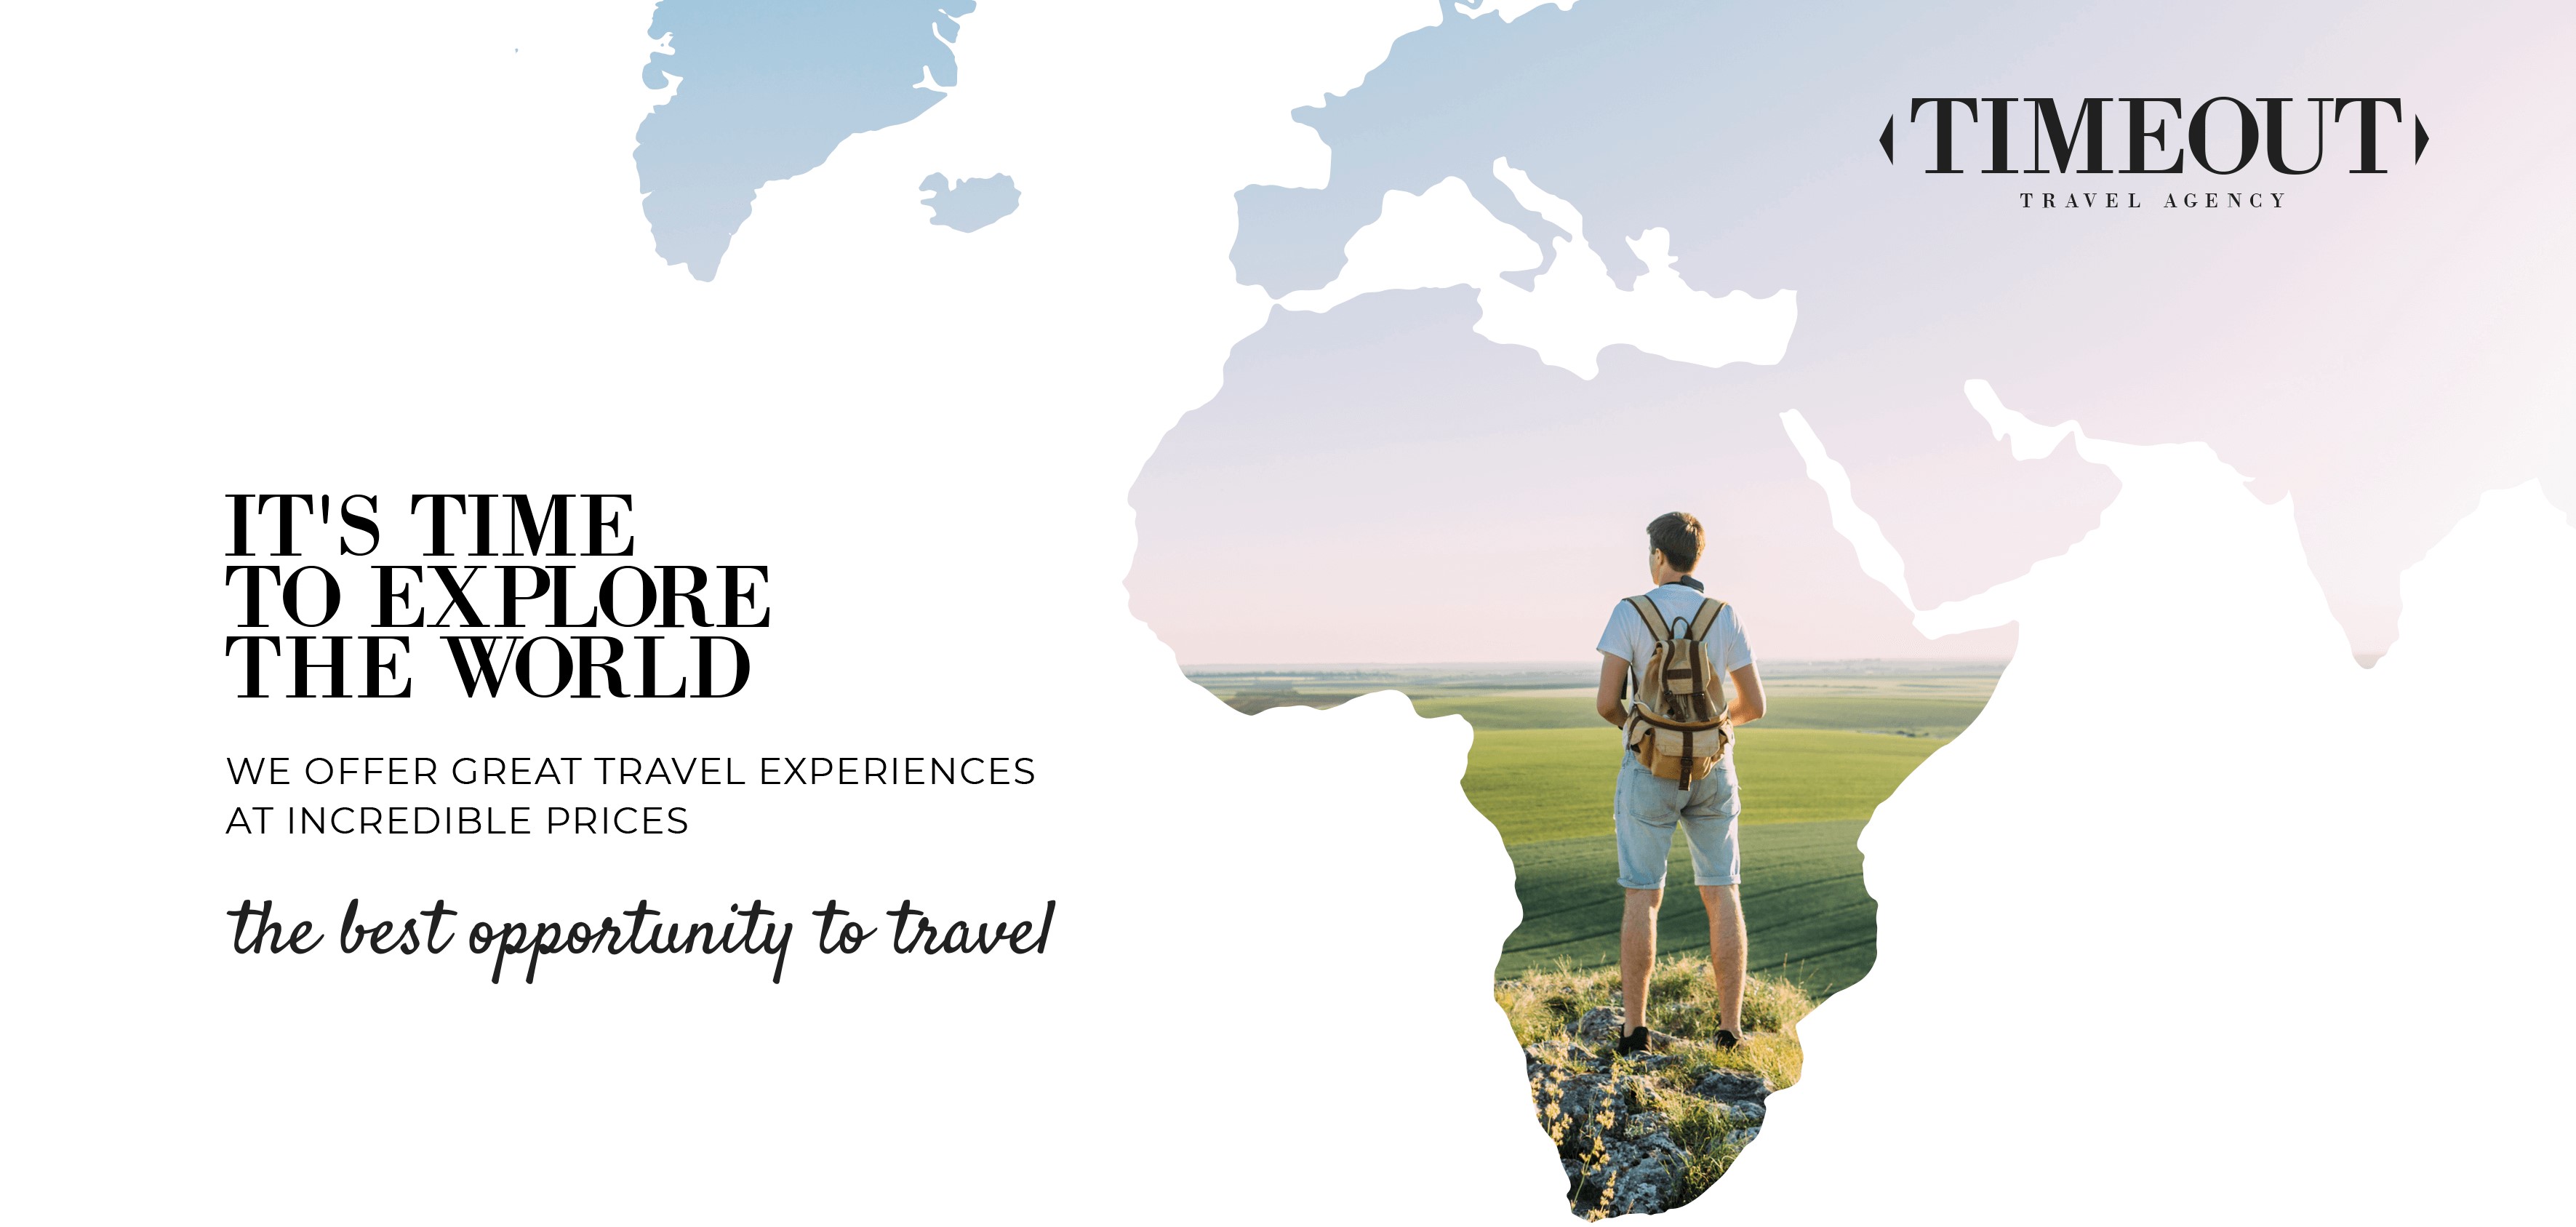 TIMEOUT
TRAVEL AGENCY
IT'S TIME
TO EXPLORE
THE WORLD
WE OFFER GREAT TRAVEL EXPERIENCES
AT INCREDIBLE PRICES
the best opportunity to travel